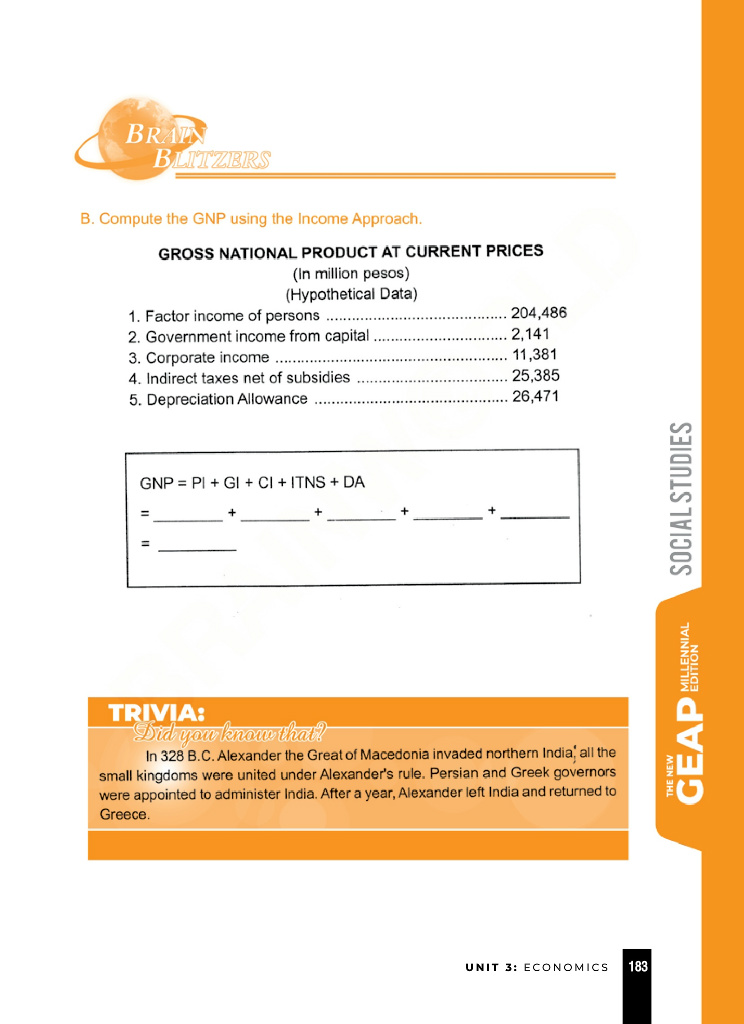 BRAIN
BLITZERS
B. Compute the GNP using the Income Approach.
GROSS NATIONAL PRODUCT AT CURRENT PRICES
(In million pesos)
(Hypothetical Data)
1. Factor income of persons .......................................... 204,486
2. Government income from capital ............................... 2,141
3. Corporate income ...................................................... 11,381
4. Indirect taxes net of subsidies ................................... 25,385
5. Depreciation Allowance ............................................. 26,471
GNP = PI + GI + CI + ITNS + DA
= ________ + ________ + ________ + ________ + ________
= _________
TRIVIA:
Did you know that?
In 328 B.C. Alexander the Great of Macedonia invaded northern India; all the
small kingdoms were united under Alexander's rule. Persian and Greek governors
were appointed to administer India. After a year, Alexander left India and returned to
Greece.
SOCIAL STUDIES
THE NEW
GEAP
MILLENNIAL
EDITION
UNIT 3: ECONOMICS 183